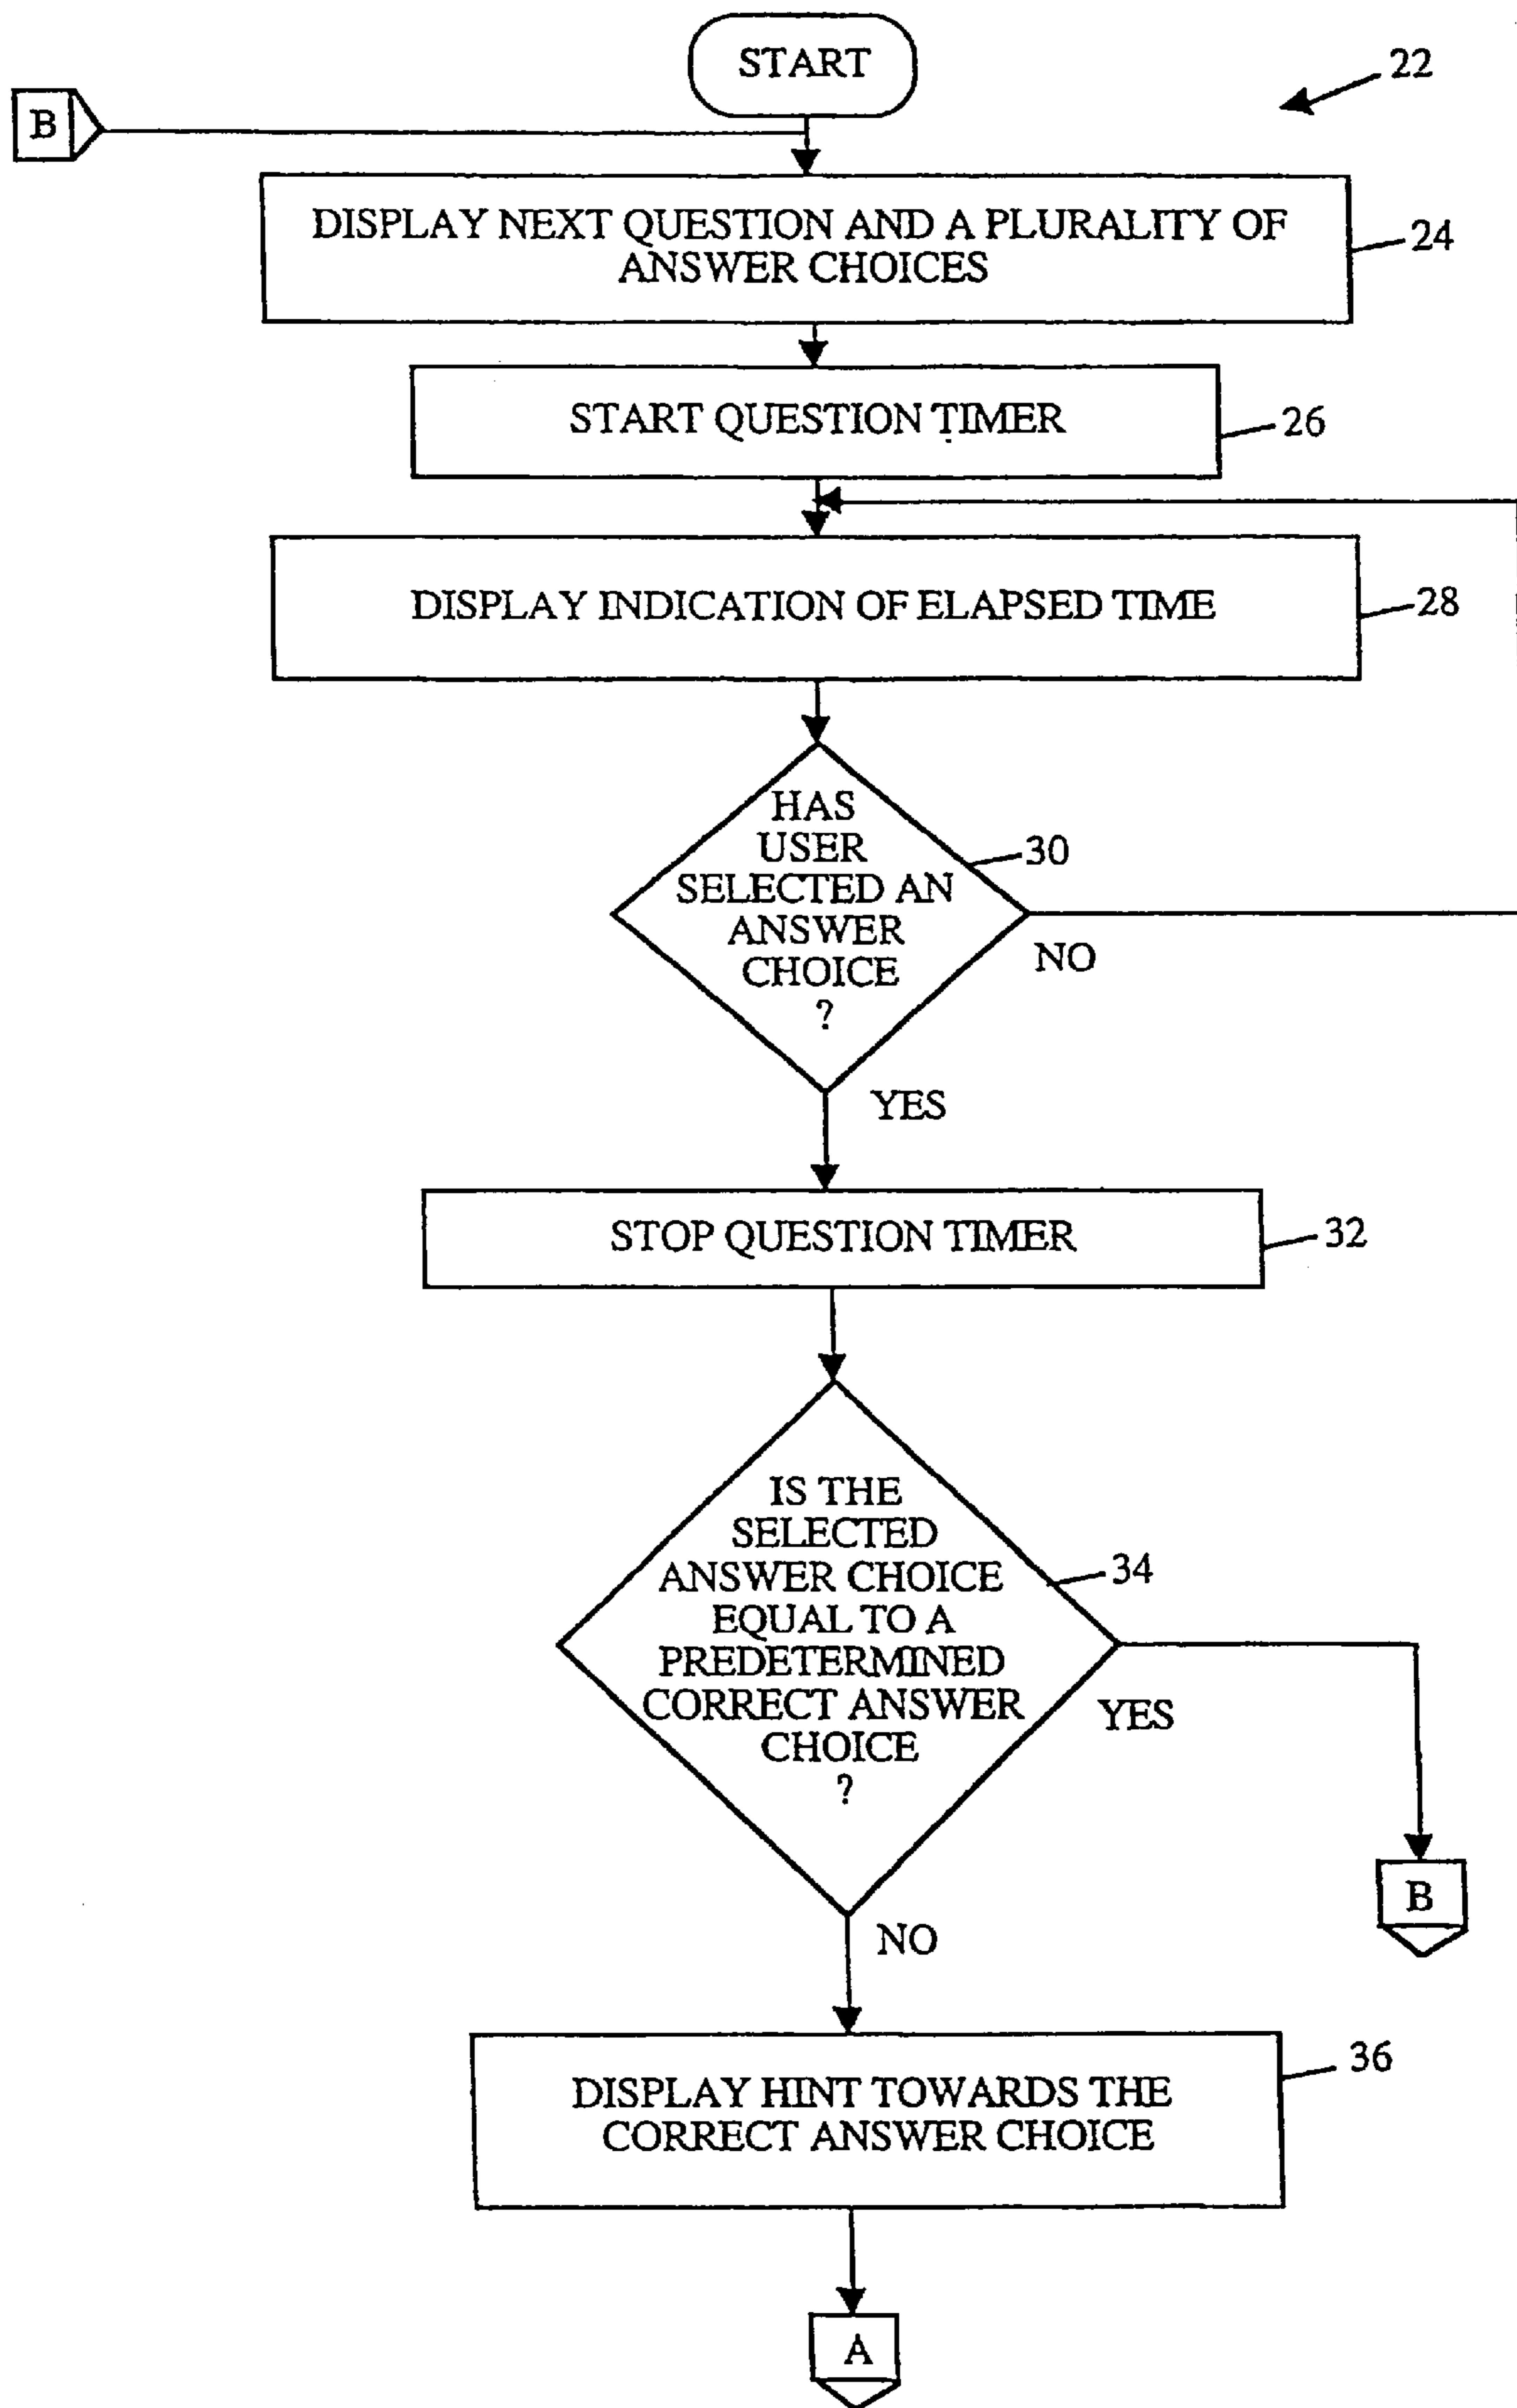 START
22
B
DISPLAY NEXT QUESTION AND A PLURALITY OF
ANSWER CHOICES
24
START QUESTION TIMER
26
DISPLAY INDICATION OF ELAPSED TIME
28
HAS
USER
SELECTED AN
ANSWER
CHOICE
?
30
NO
YES
STOP QUESTION TIMER
32
IS THE
SELECTED
ANSWER CHOICE
EQUAL TO A
PREDETERMINED
CORRECT ANSWER
CHOICE
?
34
YES
B
NO
DISPLAY HINT TOWARDS THE
CORRECT ANSWER CHOICE
36
A